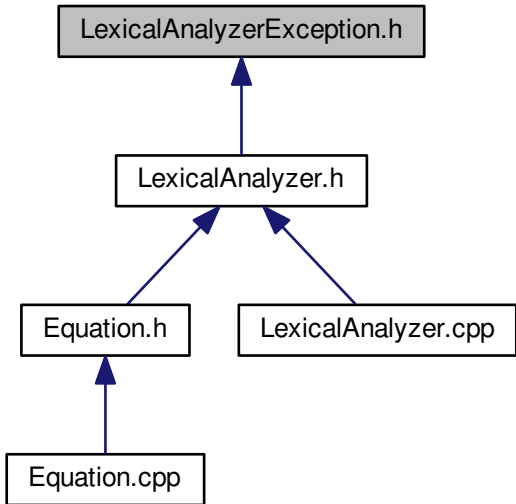 LexicalAnalyzerException.h
LexicalAnalyzer.h
Equation.h
LexicalAnalyzer.cpp
Equation.cpp